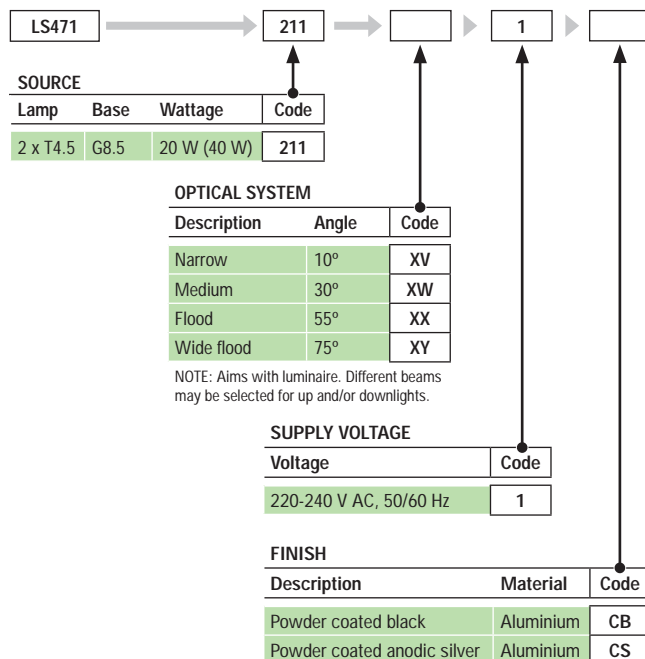 LS471 211 1
SOURCE
Lamp Base Wattage Code
2 x T4.5 G8.5 20 W (40 W) 211
OPTICAL SYSTEM
Description Angle Code
Narrow 10º XV
Medium 30º XW
Flood 55º XX
Wide flood 75º XY
NOTE: Aims with luminaire. Different beams
may be selected for up and/or downlights.
SUPPLY VOLTAGE
Voltage Code
220-240 V AC, 50/60 Hz 1
FINISH
Description Material Code
Powder coated black Aluminium CB
Powder coated anodic silver Aluminium CS